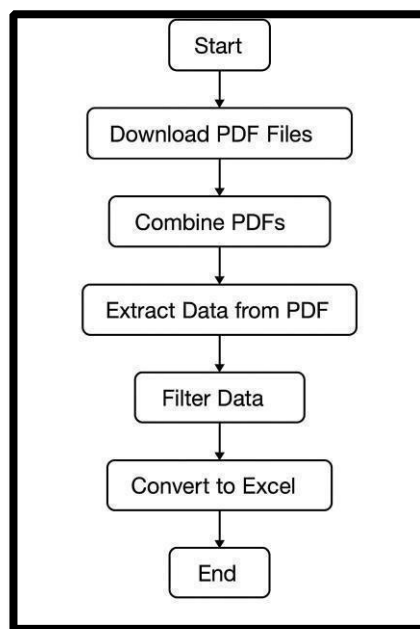 Start
Download PDF Files
Combine PDFs
Extract Data from PDF
Filter Data
Convert to Excel
End